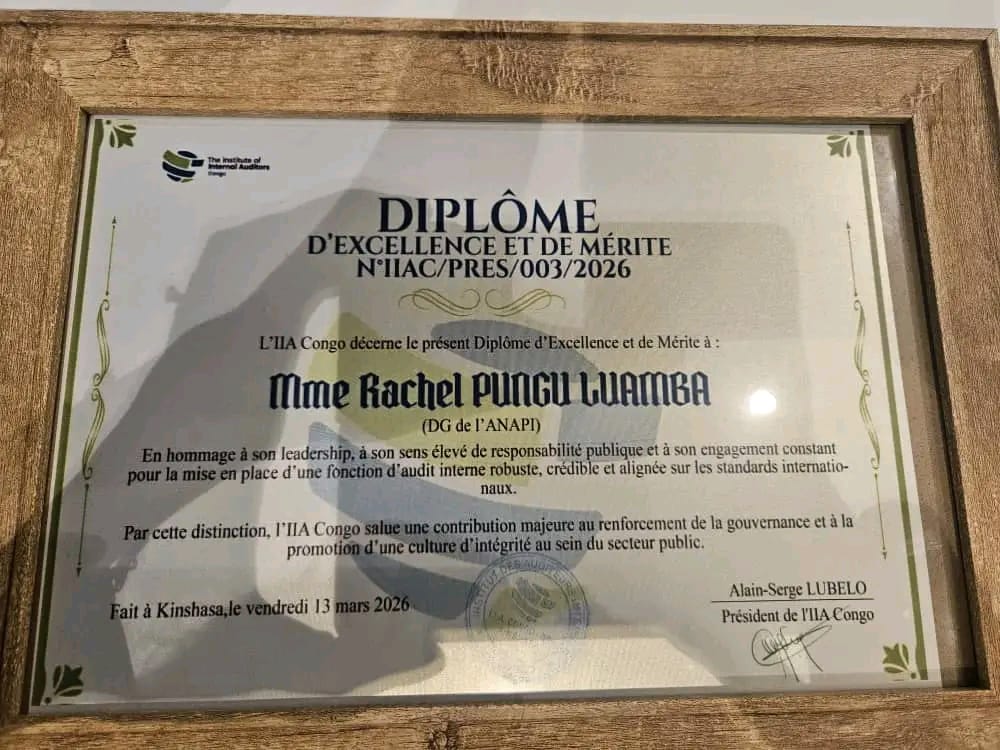 The Institute of
Internal Auditors
Congo
DIPLÔME
D'EXCELLENCE ET DE MÉRITE
N°IIAC/PRES/003/2026
L'IIA Congo décerne le présent Diplôme d'Excellence et de Mérite à :
Mme Rachel PUNGU LUAMBA
(DG de l'ANAPI)
En hommage à son leadership, à son sens élevé de responsabilité publique et à son engagement constant
pour la mise en place d'une fonction d'audit interne robuste, crédible et alignée sur les standards internatio-
naux.
Par cette distinction, l'IIA Congo salue une contribution majeure au renforcement de la gouvernance et à la
promotion d'une culture d'intégrité au sein du secteur public.
Fait à Kinshasa,le vendredi 13 mars 2026
Alain-Serge LUBELO
Président de l'IIA Congo